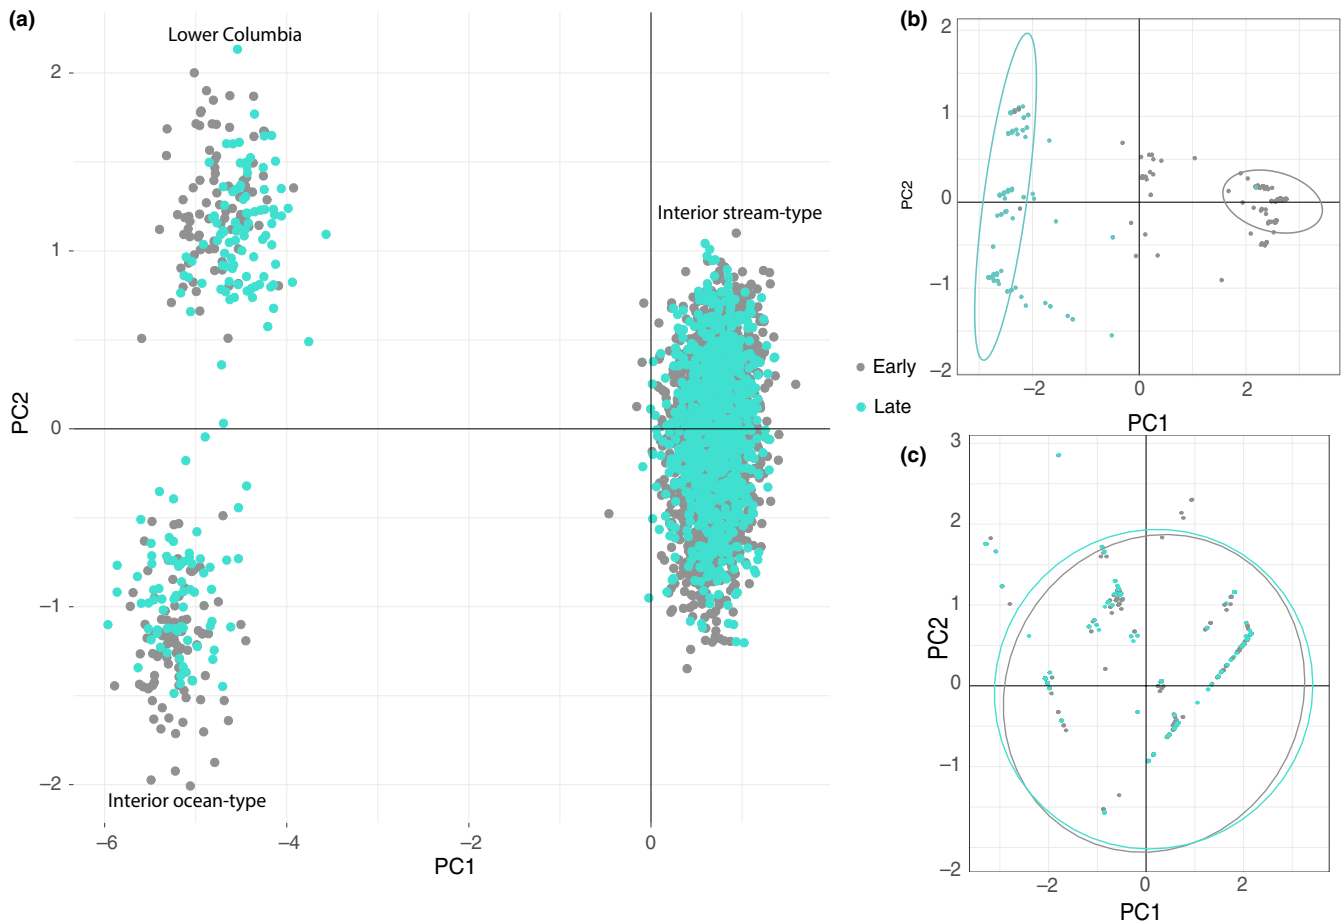 (a)
Lower Columbia
Interior stream-type
Interior ocean-type
2
1
0
−1
−2
PC2
−6
−4
−2
0
PC1
(b)
2
1
0
−1
−2
PC2
−2
0
2
PC1
Early
Late
(c)
3
2
1
0
−1
−2
PC2
−2
0
2
PC1